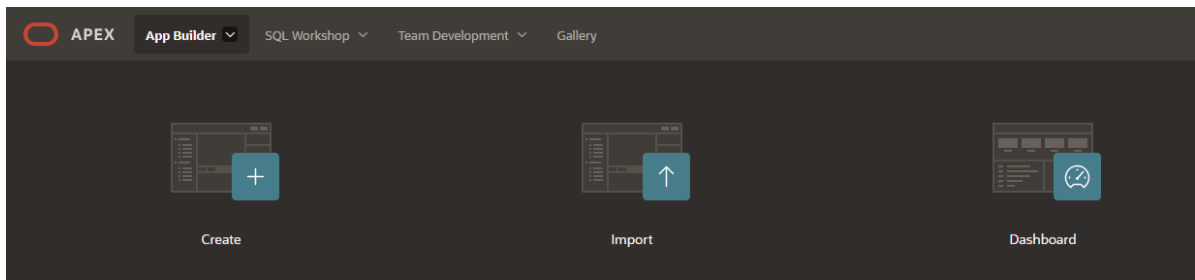 APEX App Builder SQL Workshop Team Development Gallery
Create Import Dashboard